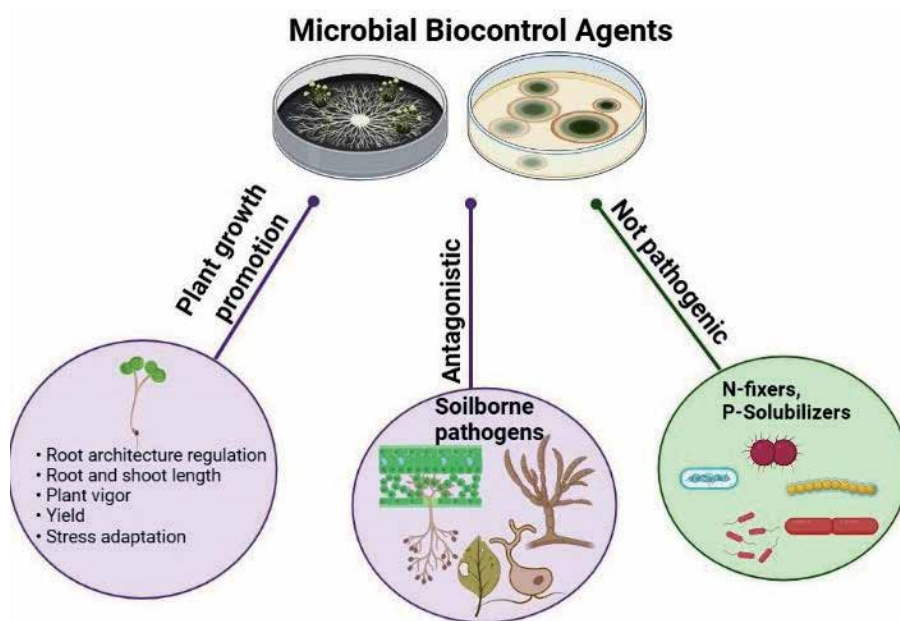 Microbial Biocontrol Agents
Plant growth
promotion
Antagonistic
Not pathogenic
• Root architecture regulation
• Root and shoot length
• Plant vigor
• Yield
• Stress adaptation
Soilborne
pathogens
N-fixers,
P-Solubilizers